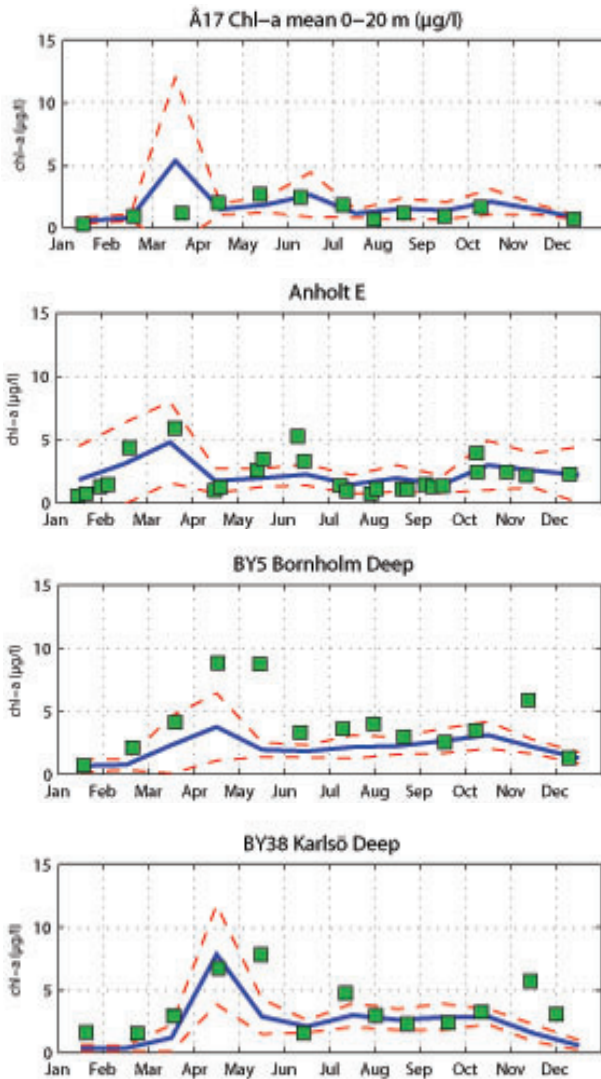 Å17 Chl–a mean 0–20 m (µg/l)
15
10
5
0
chl–a (µg/l)
Jan Feb Mar Apr May Jun Jul Aug Sep Oct Nov Dec
Anholt E
15
10
5
0
chl–a (µg/l)
Jan Feb Mar Apr May Jun Jul Aug Sep Oct Nov Dec
BY5 Bornholm Deep
15
10
5
0
chl–a (µg/l)
Jan Feb Mar Apr May Jun Jul Aug Sep Oct Nov Dec
BY38 Karlsö Deep
15
10
5
0
chl–a (µg/l)
Jan Feb Mar Apr May Jun Jul Aug Sep Oct Nov Dec